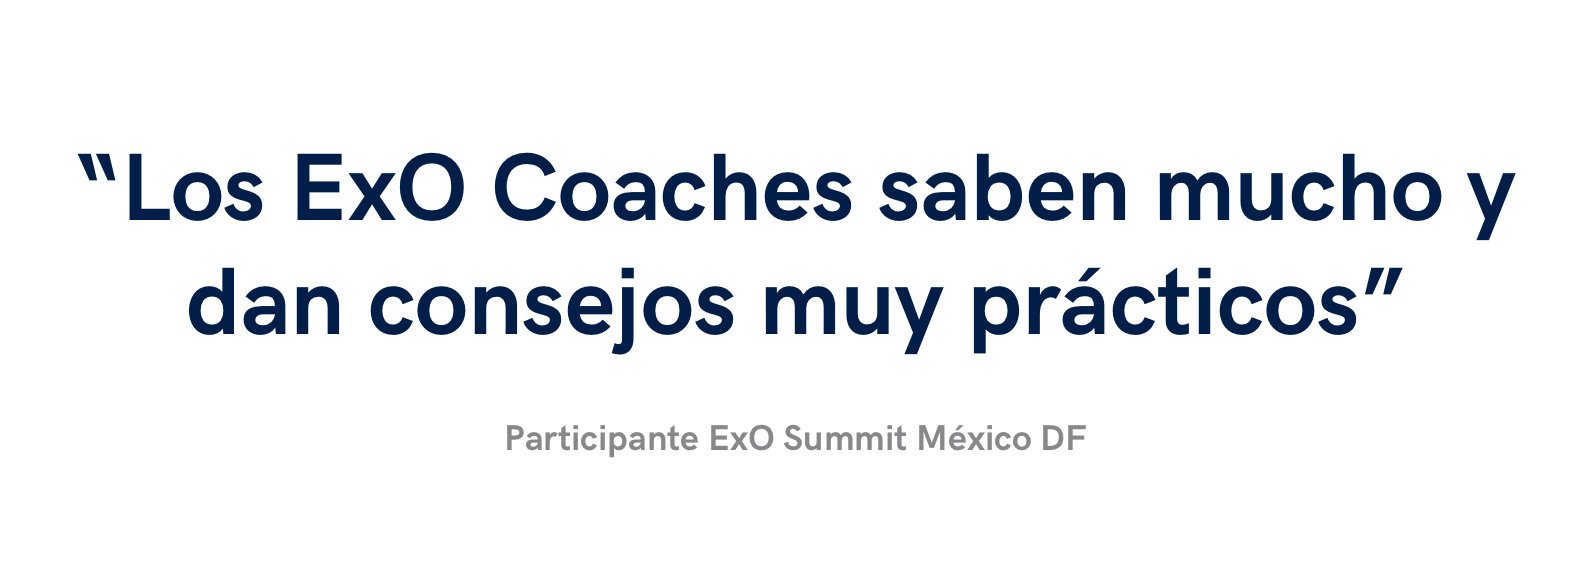 “Los ExO Coaches saben mucho y
dan consejos muy prácticos”
Participante ExO Summit México DF